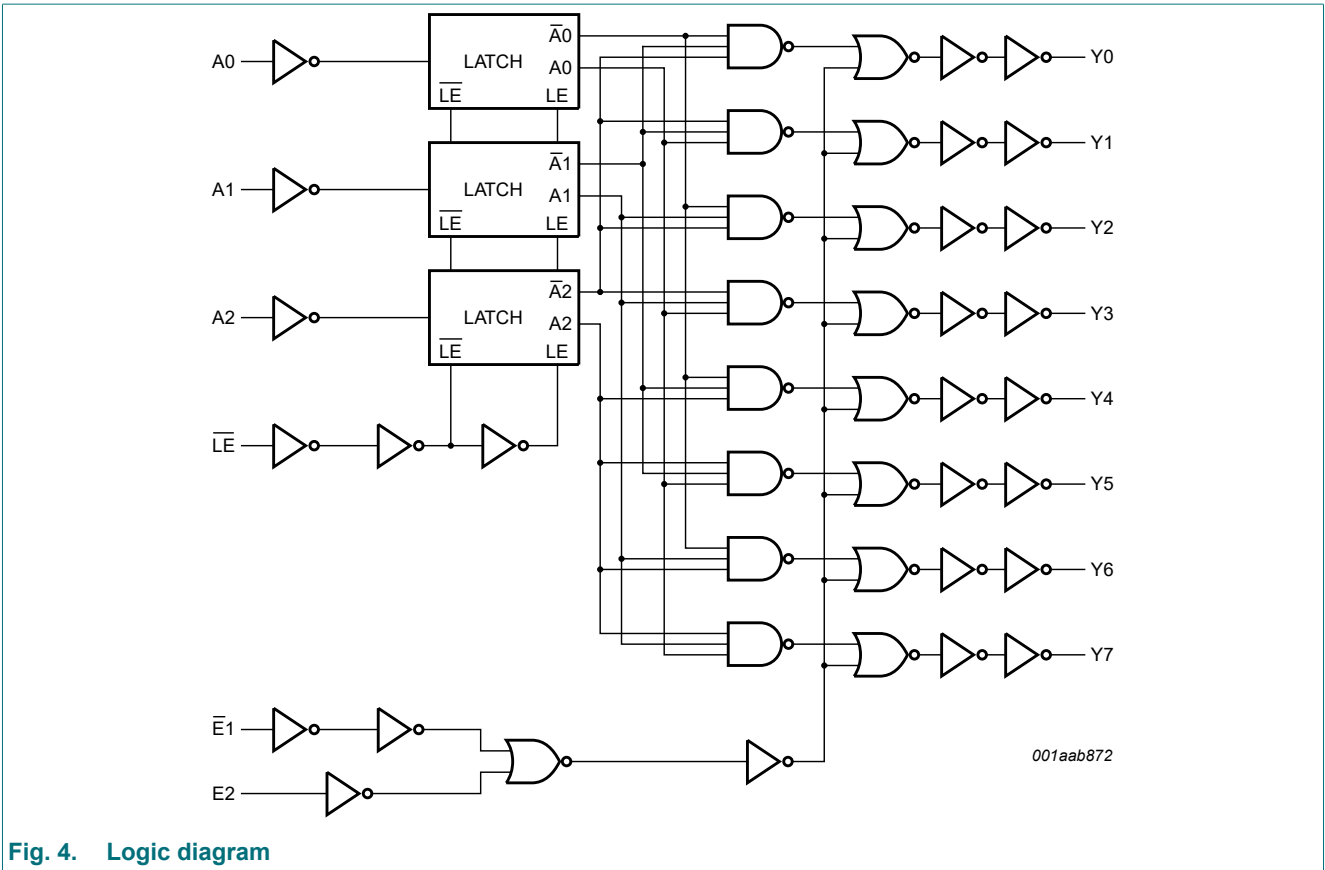 A0
LATCH
A̅0
A0
L̅E̅
LE
Y0
A1
LATCH
A̅1
A1
L̅E̅
LE
Y1
Y2
A2
LATCH
A̅2
A2
L̅E̅
LE
Y3
L̅E̅
Y4
Y5
Y6
Y7
E̅1
E2
001aab872
Fig. 4. Logic diagram